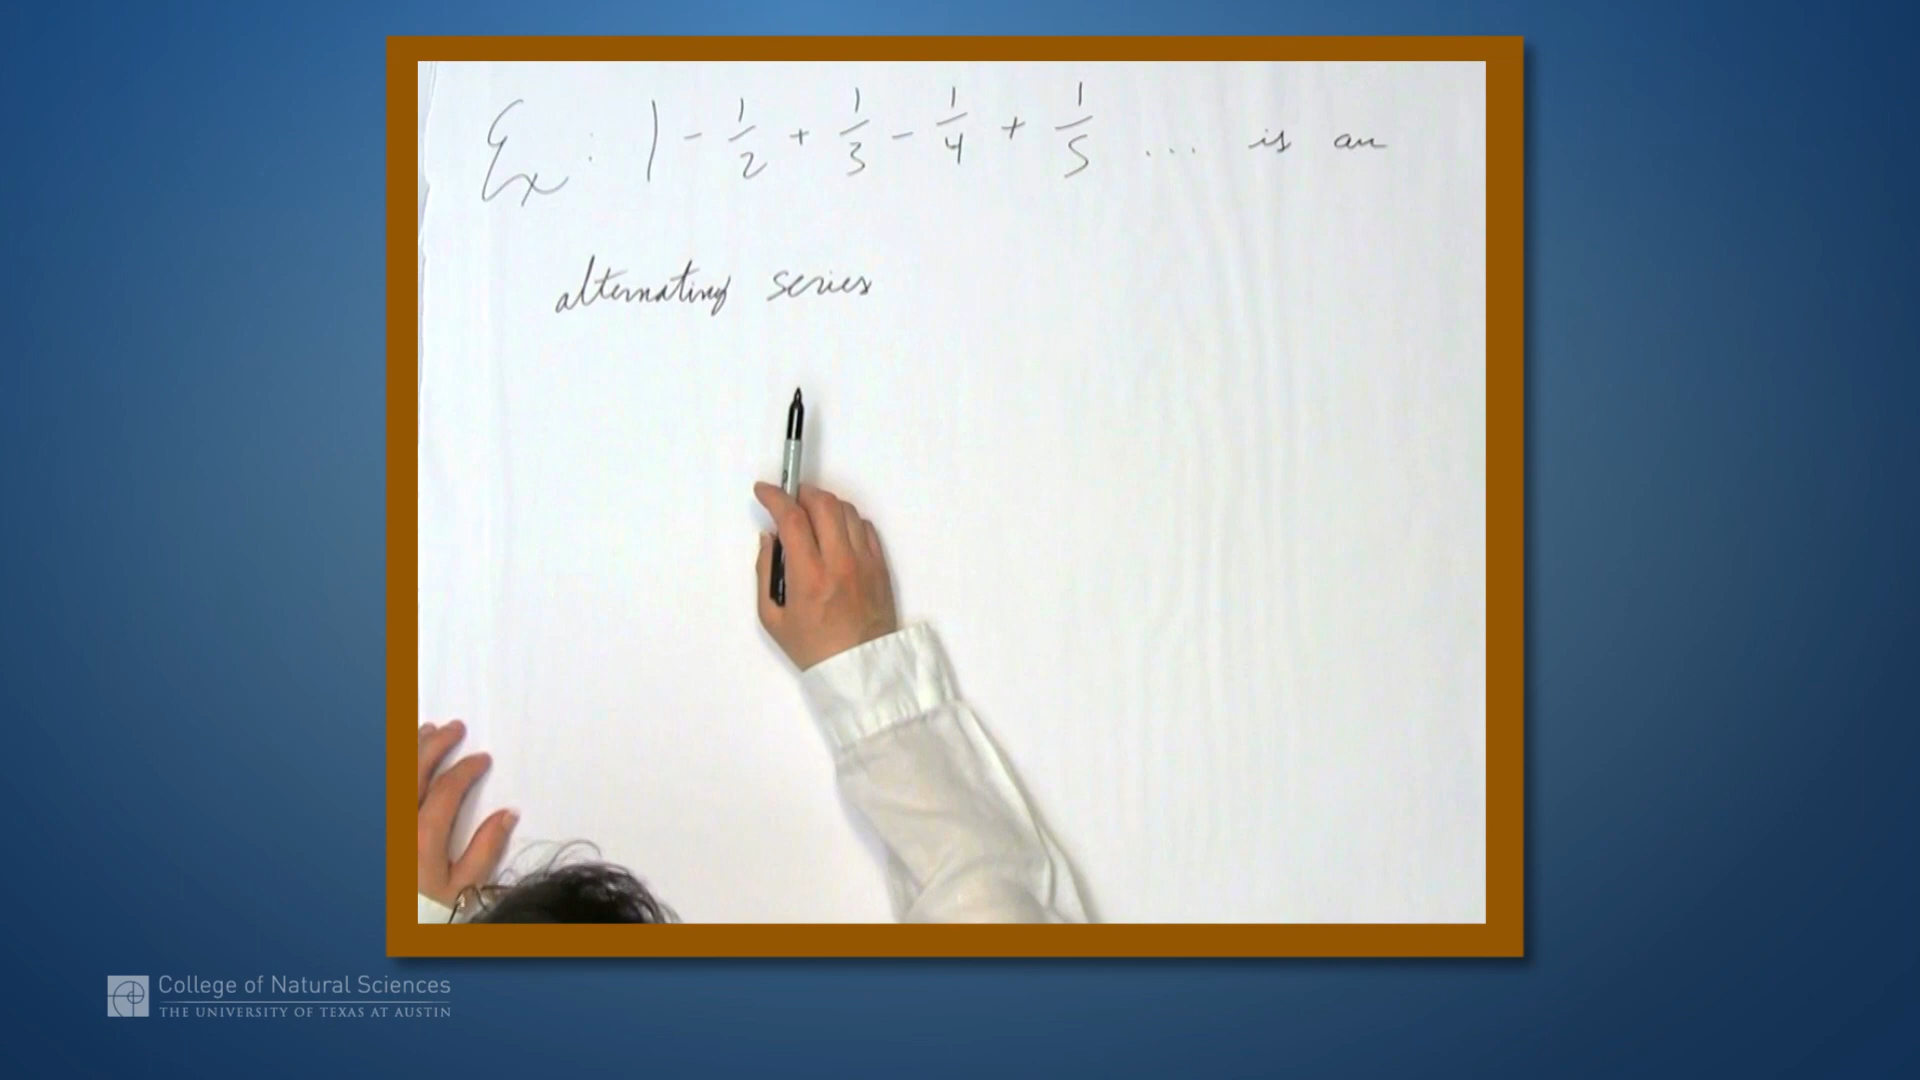 Ex: 1 - 1/2 + 1/3 - 1/4 + 1/5 ... is an
alternating series
College of Natural Sciences
THE UNIVERSITY OF TEXAS AT AUSTIN